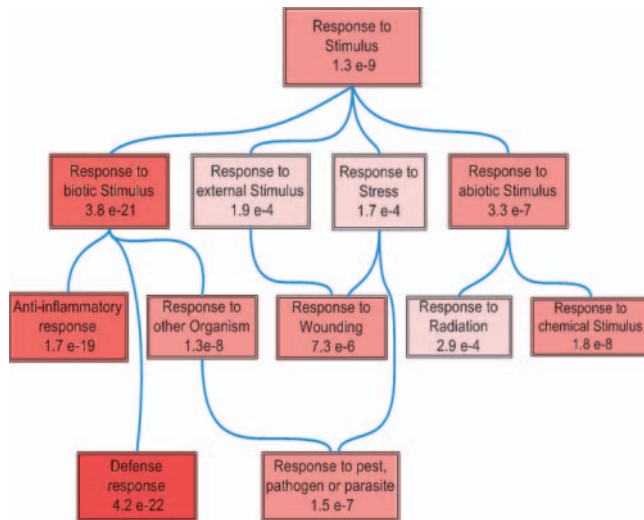 Response to
Stimulus
1.3 e-9
Response to
biotic Stimulus
3.8 e-21
Response to
external Stimulus
1.9 e-4
Response to
Stress
1.7 e-4
Response to
abiotic Stimulus
3.3 e-7
Anti-inflammatory
response
1.7 e-19
Response to
other Organism
1.3e-8
Response to
Wounding
7.3 e-6
Response to
Radiation
2.9 e-4
Response to
chemical Stimulus
1.8 e-8
Defense
response
4.2 e-22
Response to pest,
pathogen or parasite
1.5 e-7